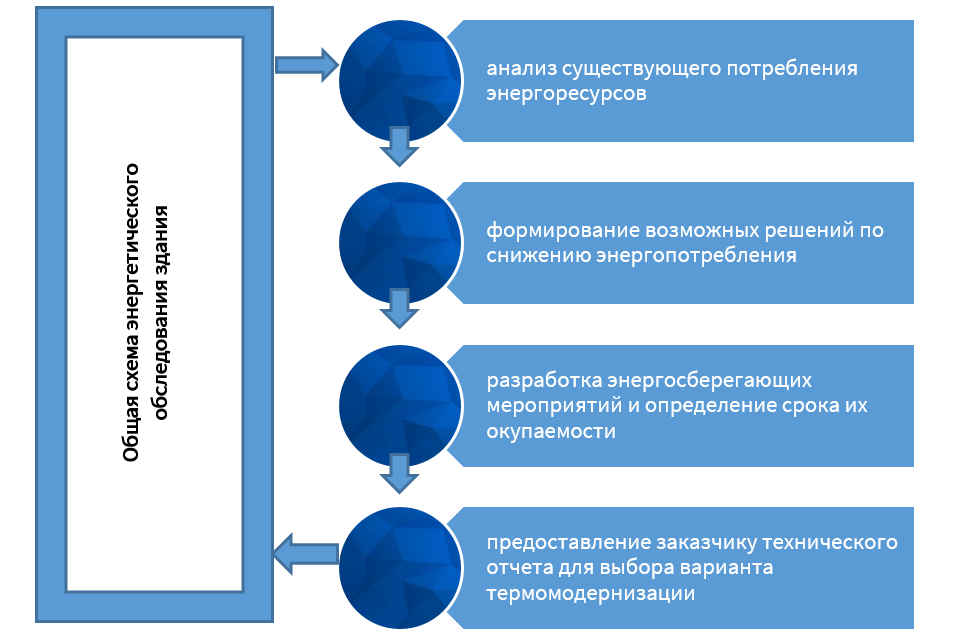 Общая схема энергетического
обследования здания
анализ существующего потребления
энергоресурсов
формирование возможных решений по
снижению энергопотребления
разработка энергосберегающих
мероприятий и определение срока их
окупаемости
предоставление заказчику технического
отчета для выбора варианта
термомодернизации